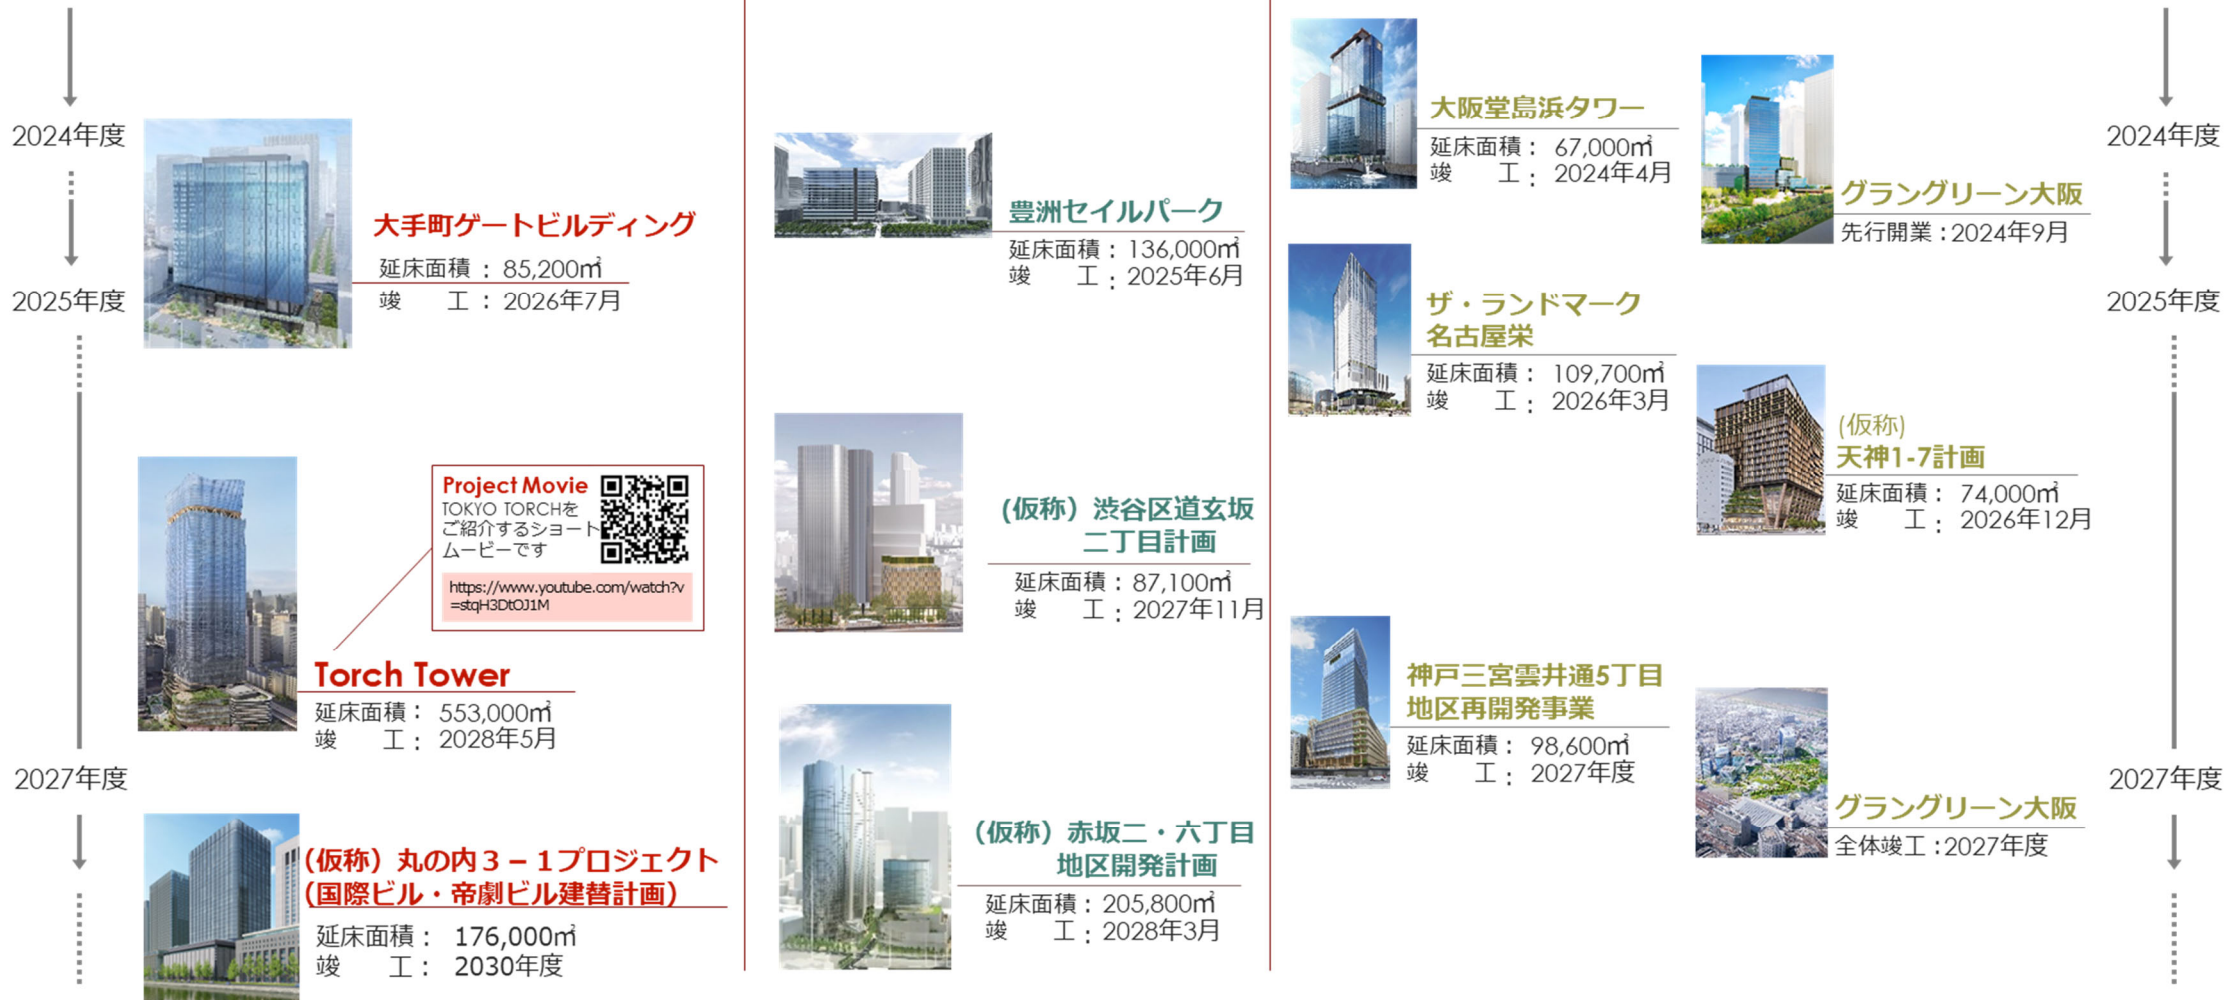 2024年度
2025年度
2027年度
大手町ゲートビルディング
延床面積 : 85,200㎡
竣　　工 : 2026年7月
Project Movie
TOKYO TORCHを
ご紹介するショート
ムービーです
https://www.youtube.com/watch?v
=stqH3DtOJ1M
Torch Tower
延床面積 : 553,000㎡
竣　　工 : 2028年5月
(仮称) 丸の内３－１プロジェクト
(国際ビル・帝劇ビル建替計画)
延床面積 : 176,000㎡
竣　　工 : 2030年度
豊洲セイルパーク
延床面積 : 136,000㎡
竣　　工 : 2025年6月
(仮称) 渋谷区道玄坂
二丁目計画
延床面積 : 87,100㎡
竣　　工 : 2027年11月
(仮称) 赤坂二・六丁目
地区開発計画
延床面積 : 205,800㎡
竣　　工 : 2028年3月
大阪堂島浜タワー
延床面積 : 67,000㎡
竣　　工 : 2024年4月
ザ・ランドマーク
名古屋栄
延床面積 : 109,700㎡
竣　　工 : 2026年3月
神戸三宮雲井通5丁目
地区再開発事業
延床面積 : 98,600㎡
竣　　工 : 2027年度
グラングリーン大阪
先行開業 : 2024年9月
(仮称)
天神1-7計画
延床面積 : 74,000㎡
竣　　工 : 2026年12月
グラングリーン大阪
全体竣工 : 2027年度
2024年度
2025年度
2027年度